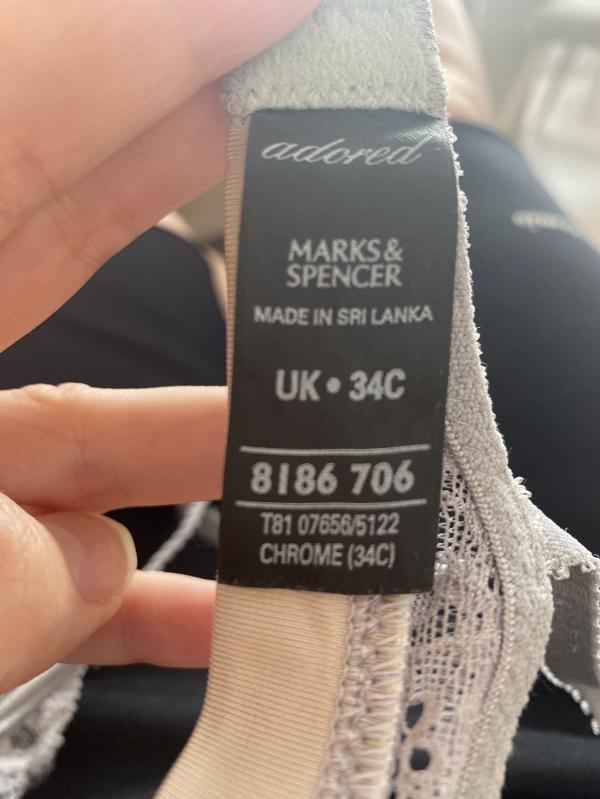 adored
MARKS &
SPENCER
MADE IN SRI LANKA
UK • 34C
8186 706
T81 07656/5122
CHROME (34C)